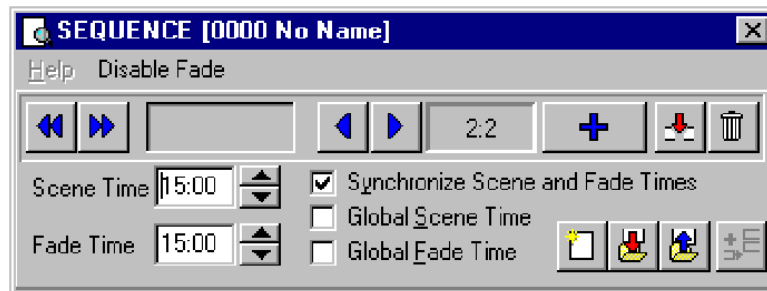 SEQUENCE [0000 No Name]
Help Disable Fade
2:2
Scene Time 15:00 Synchronize Scene and Fade Times
Global Scene Time
Fade Time 15:00 Global Fade Time